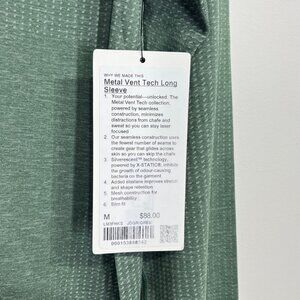 WHY WE MADE THIS
Metal Vent Tech Long
Sleeve
1. Your potential—unlocked. The
Metal Vent Tech collection,
powered by seamless
construction, minimizes
distractions from chafe and
sweat so you can stay laser
focused
2. Our seamless construction uses
the fewest number of seams to
create gear that glides across
skin so you can skip the chafe
3. Silverescent™ technology,
powered by X-STATIC®, inhibits
the growth of odour-causing
bacteria on the garment
4. Added elastane improves stretch
and shape retention
5. Mesh construction for
breathability
6. Slim fit
M $88.00